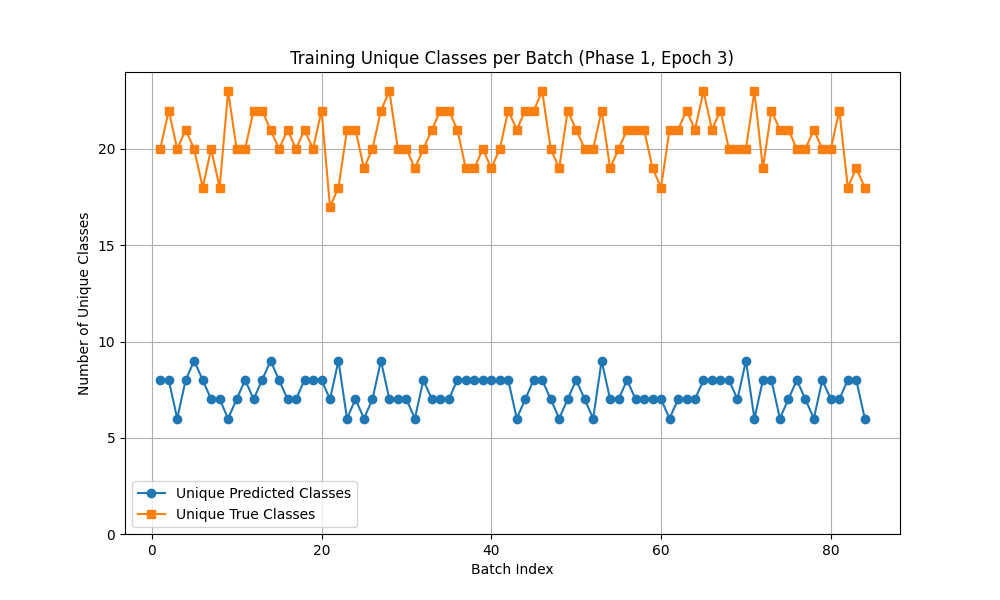 Training Unique Classes per Batch (Phase 1, Epoch 3)
Number of Unique Classes
20
15
10
5
0
Unique Predicted Classes
Unique True Classes
0 20 40 60 80
Batch Index